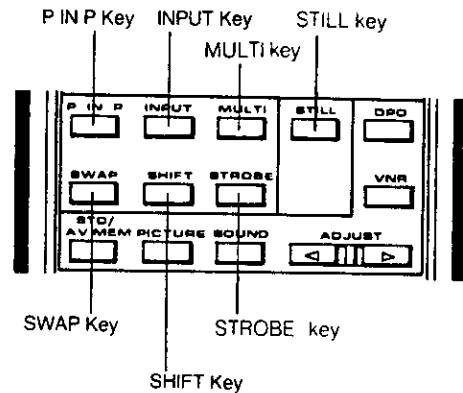 P IN P Key INPUT Key STILL key
MULTI key
P IN P INPUT MULTI STILL DPO
SWAP SHIFT STROBE VNR
STD/
AV MEM PICTURE SOUND ADJUST
SWAP Key STROBE key
SHIFT Key